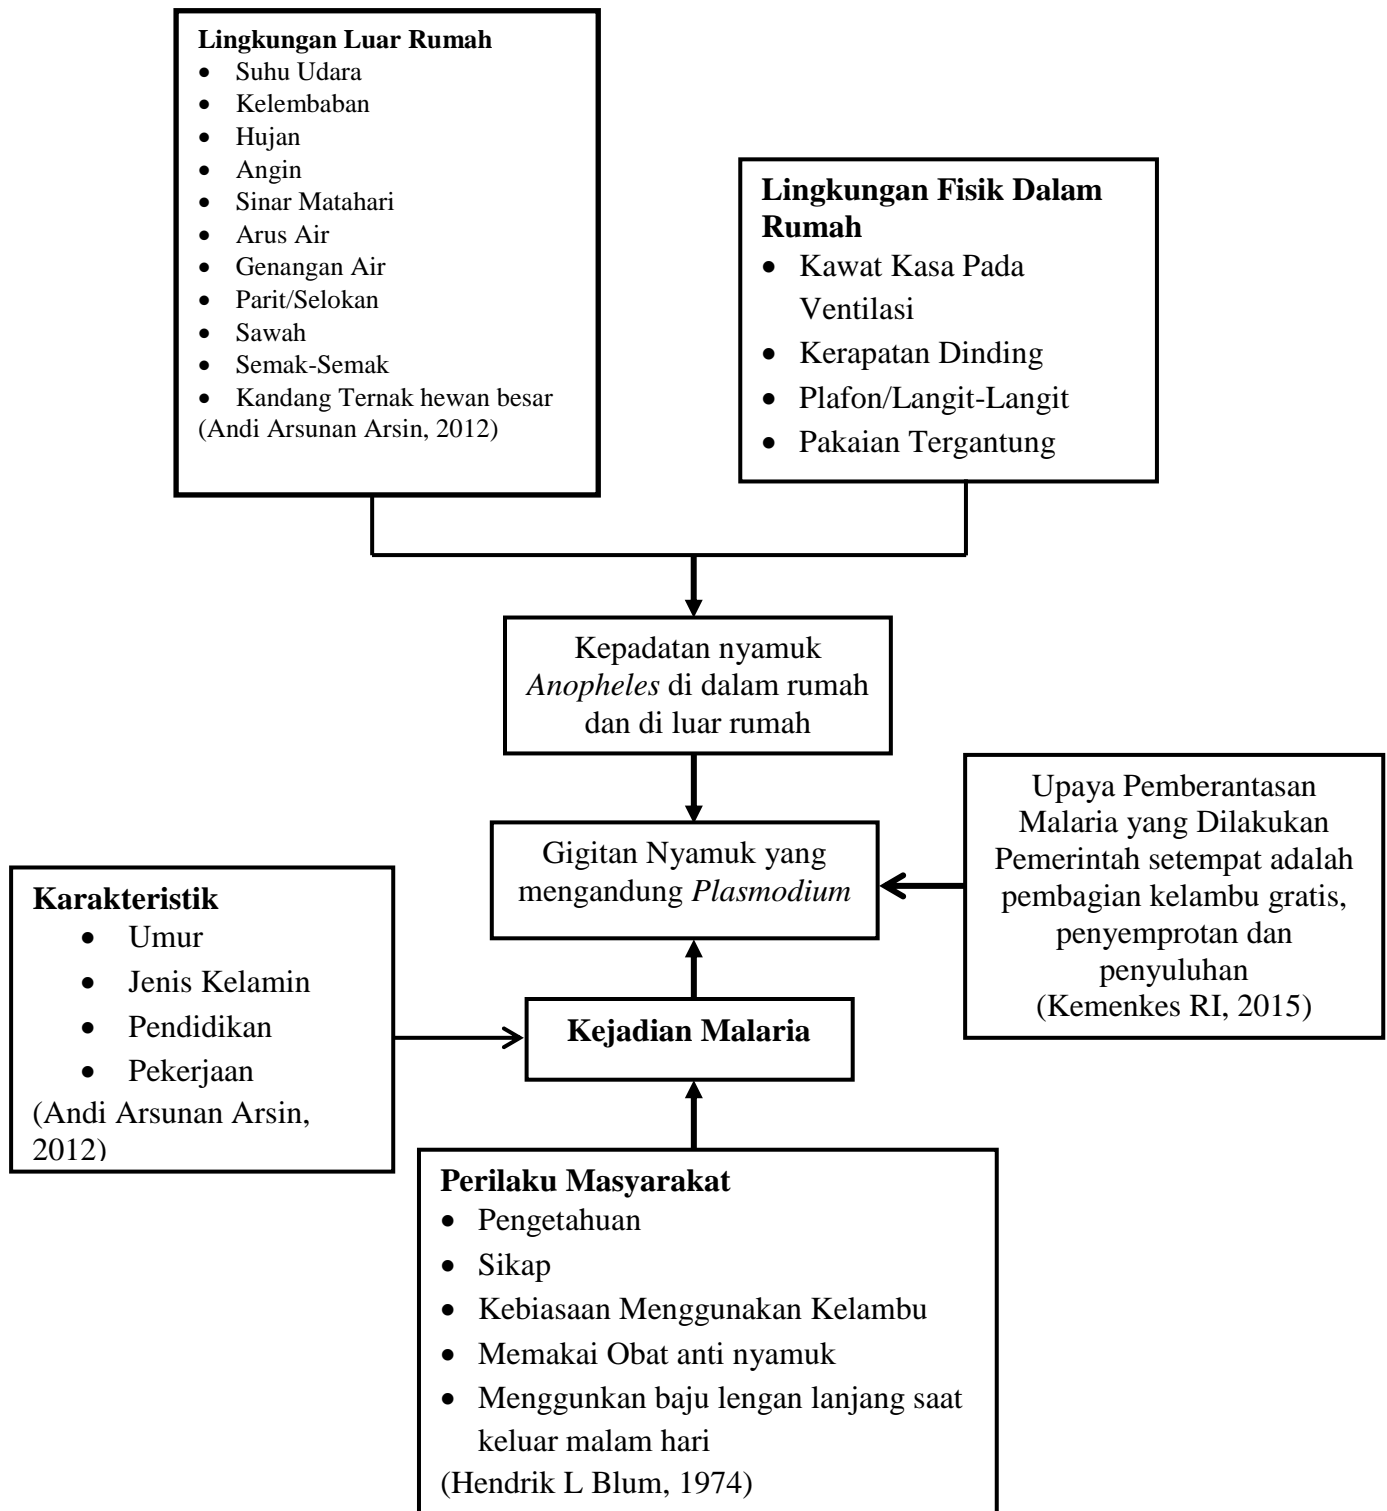 Lingkungan Luar Rumah
• Suhu Udara
• Kelembaban
• Hujan
• Angin
• Sinar Matahari
• Arus Air
• Genangan Air
• Parit/Selokan
• Sawah
• Semak-Semak
• Kandang Ternak hewan besar
(Andi Arsunan Arsin, 2012)
Lingkungan Fisik Dalam
Rumah
• Kawat Kasa Pada
Ventilasi
• Kerapatan Dinding
• Plafon/Langit-Langit
• Pakaian Tergantung
Kepadatan nyamuk
Anopheles di dalam rumah
dan di luar rumah
Gigitan Nyamuk yang
mengandung Plasmodium
Upaya Pemberantasan
Malaria yang Dilakukan
Pemerintah setempat adalah
pembagian kelambu gratis,
penyemprotan dan
penyuluhan
(Kemenkes RI, 2015)
Karakteristik
• Umur
• Jenis Kelamin
• Pendidikan
• Pekerjaan
(Andi Arsunan Arsin,
2012)
Kejadian Malaria
Perilaku Masyarakat
• Pengetahuan
• Sikap
• Kebiasaan Menggunakan Kelambu
• Memakai Obat anti nyamuk
• Menggunkan baju lengan lanjang saat
keluar malam hari
(Hendrik L Blum, 1974)